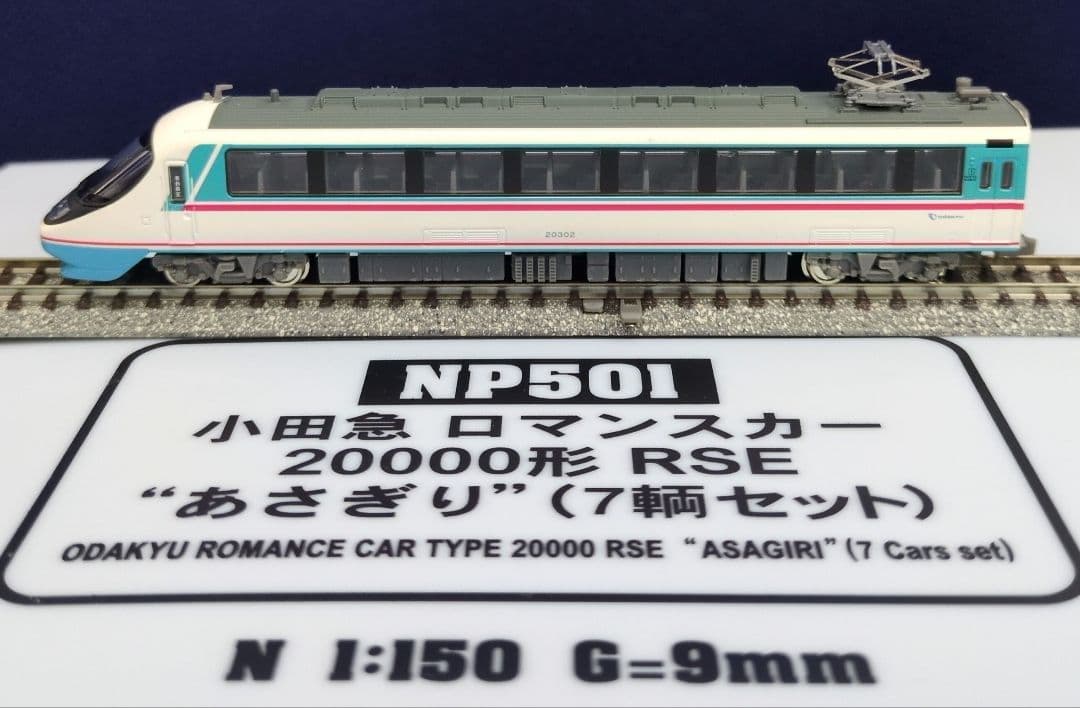 20302
NP501
小田急 ロマンスカー
20000形 RSE
“あさぎり”(7輌セット)
ODAKYU ROMANCE CAR TYPE 20000 RSE “ASAGIRI” (7 Cars set)
N 1:150 G=9mm